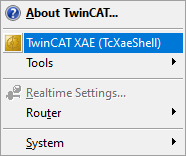 About TwinCAT...
TwinCAT XAE (TcXaeShell)
Tools
Realtime Settings...
Router
System